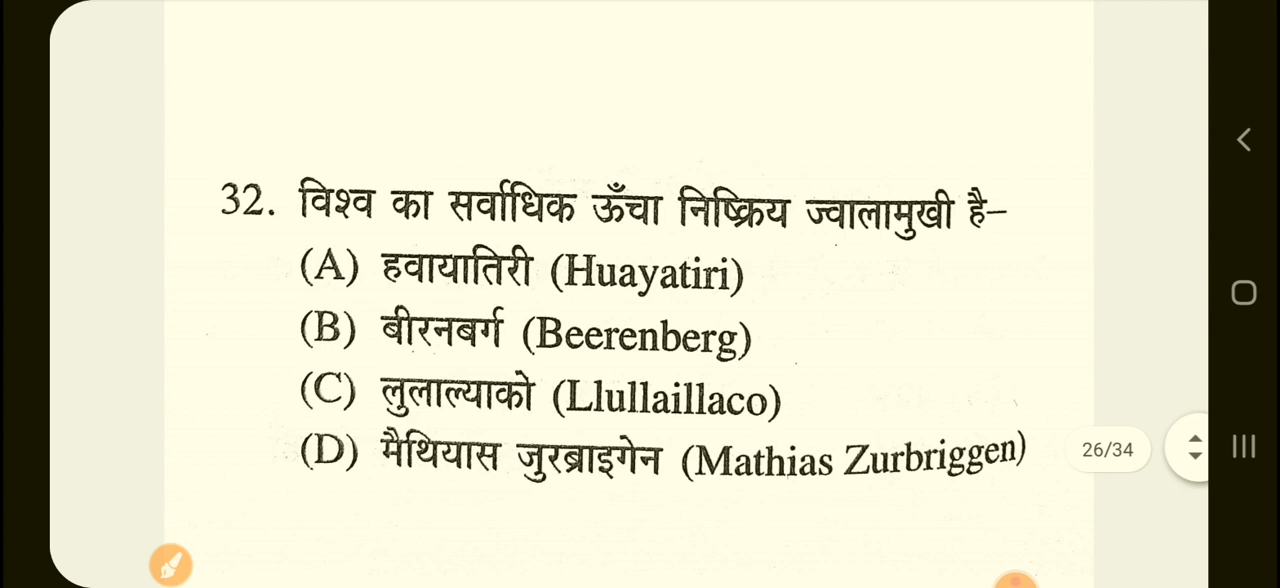 32. विश्व का सर्वाधिक ऊँचा निष्क्रिय ज्वालामुखी है–
(A) हवायातिरी (Huayatiri)
(B) बीरनबर्ग (Beerenberg)
(C) लुलाल्याको (Llullaillaco)
(D) मैथियास जुरब्राइगेन (Mathias Zurbriggen)
26/34